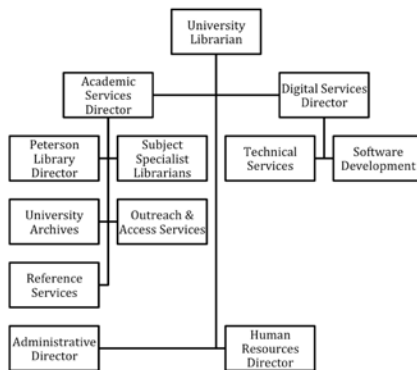 University
Librarian
Academic
Services
Director
Digital Services
Director
Peterson
Library
Director
Subject
Specialist
Librarians
Technical
Services
Software
Development
University
Archives
Outreach &
Access Services
Reference
Services
Administrative
Director
Human
Resources
Director